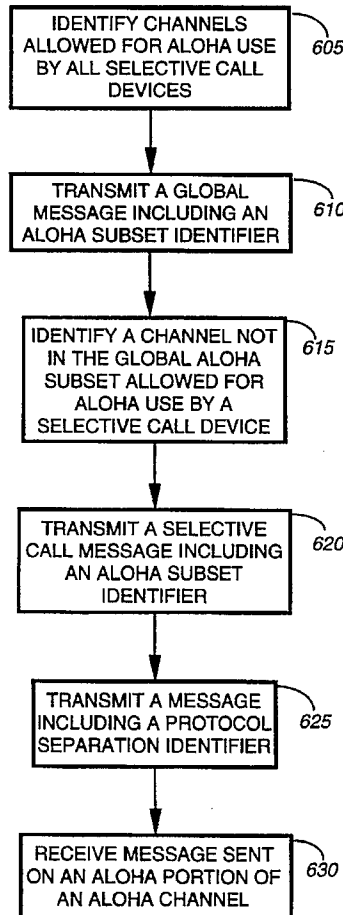 IDENTIFY CHANNELS
ALLOWED FOR ALOHA USE
BY ALL SELECTIVE CALL
DEVICES
605
TRANSMIT A GLOBAL
MESSAGE INCLUDING AN
ALOHA SUBSET IDENTIFIER
610
IDENTIFY A CHANNEL NOT
IN THE GLOBAL ALOHA
SUBSET ALLOWED FOR
ALOHA USE BY A
SELECTIVE CALL DEVICE
615
TRANSMIT A SELECTIVE
CALL MESSAGE INCLUDING
AN ALOHA SUBSET
IDENTIFIER
620
TRANSMIT A MESSAGE
INCLUDING A PROTOCOL
SEPARATION IDENTIFIER
625
RECEIVE MESSAGE SENT
ON AN ALOHA PORTION OF
AN ALOHA CHANNEL
630